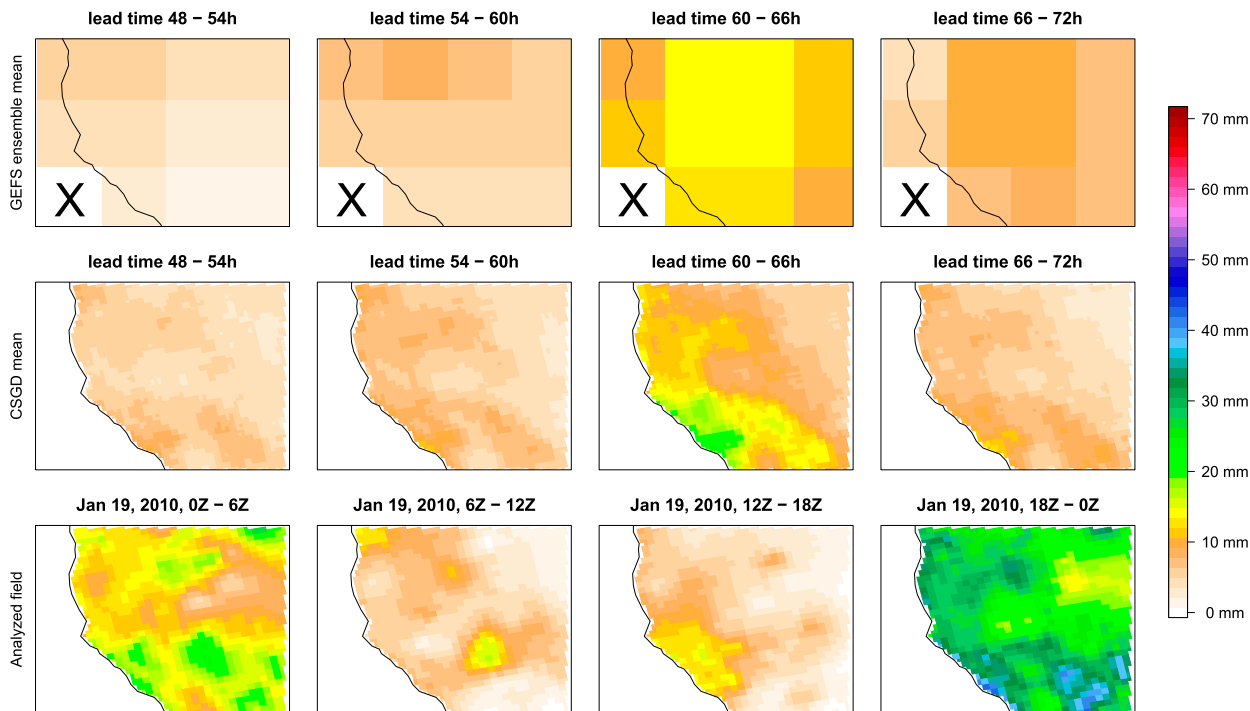 lead time 48 − 54h
lead time 54 − 60h
lead time 60 − 66h
lead time 66 − 72h
GEFS ensemble mean
X
X
X
X
lead time 48 − 54h
lead time 54 − 60h
lead time 60 − 66h
lead time 66 − 72h
CSGD mean
Jan 19, 2010, 0Z − 6Z
Jan 19, 2010, 6Z − 12Z
Jan 19, 2010, 12Z − 18Z
Jan 19, 2010, 18Z − 0Z
Analyzed field
70 mm
60 mm
50 mm
40 mm
30 mm
20 mm
10 mm
0 mm